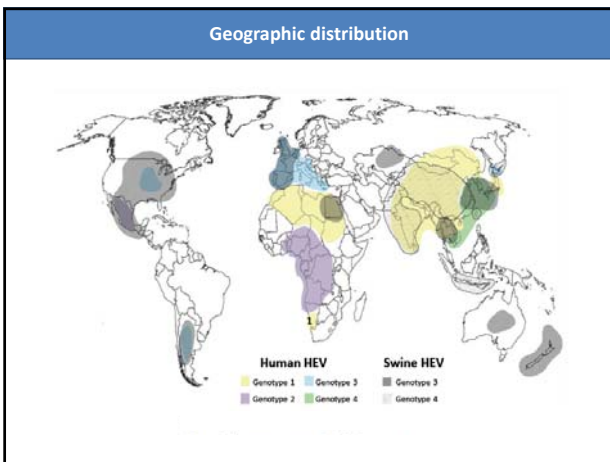 Geographic distribution
1
Human HEV Swine HEV
Genotype 1 Genotype 3 Genotype 3
Genotype 2 Genotype 4 Genotype 4